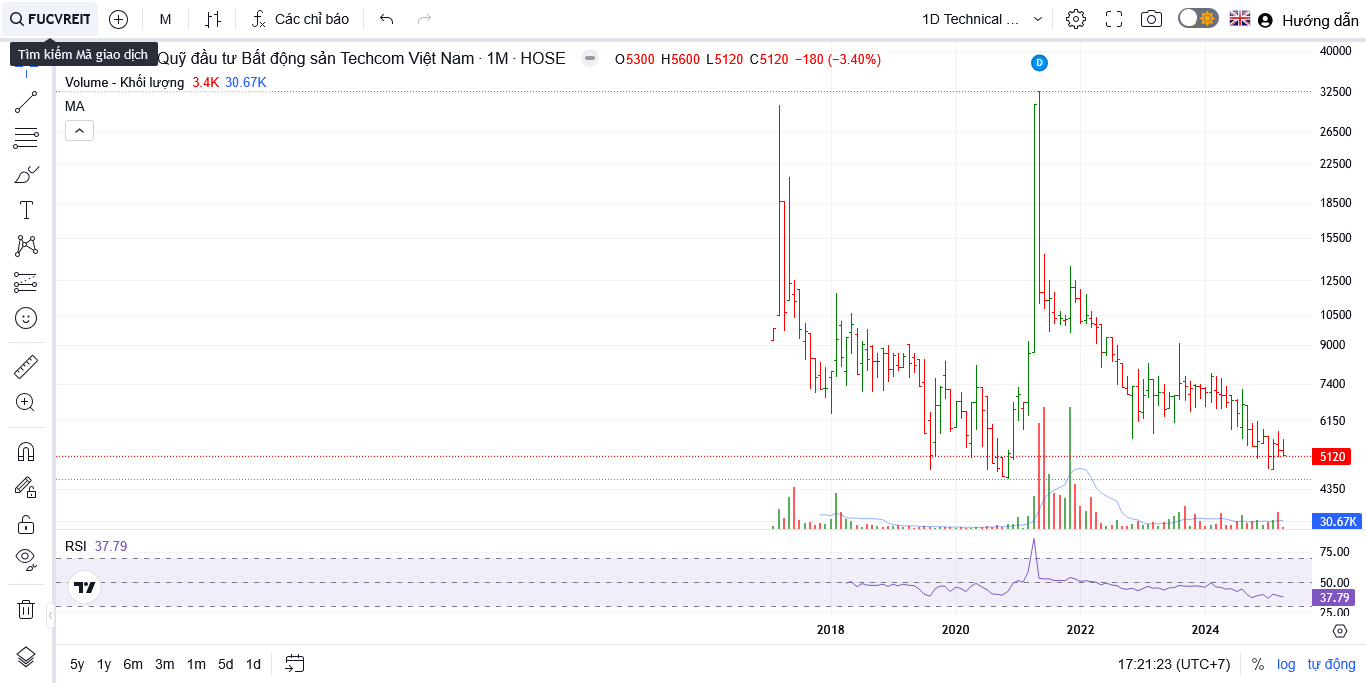 FUCVREIT M Các chỉ báo 1D Technical ... Hướng dẫn
Tìm kiếm Mã giao dịch
Quỹ đầu tư Bất động sản Techcom Việt Nam · 1M · HOSE O5300 H5600 L5120 C5120 −180 (−3.40%)
Volume - Khối lượng 3.4K 30.67K
MA
D
40000
32500
26500
22500
18500
15500
12500
10500
9000
7400
6150
5120
4350
30.67K
RSI 37.79
75.00
50.00
37.79
25.00
2018 2020 2022 2024
5y 1y 6m 3m 1m 5d 1d 17:21:23 (UTC+7) % log tự động